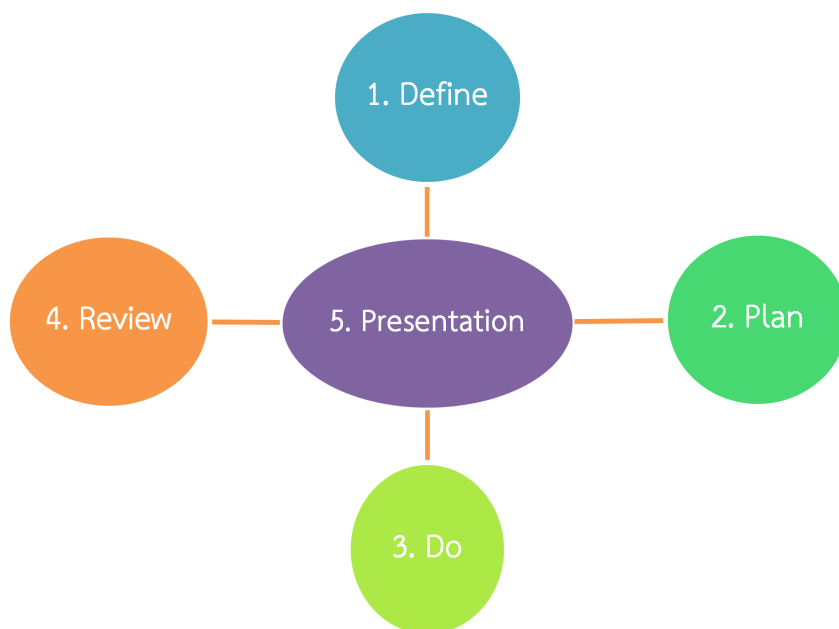 1. Define
4. Review
5. Presentation
2. Plan
3. Do